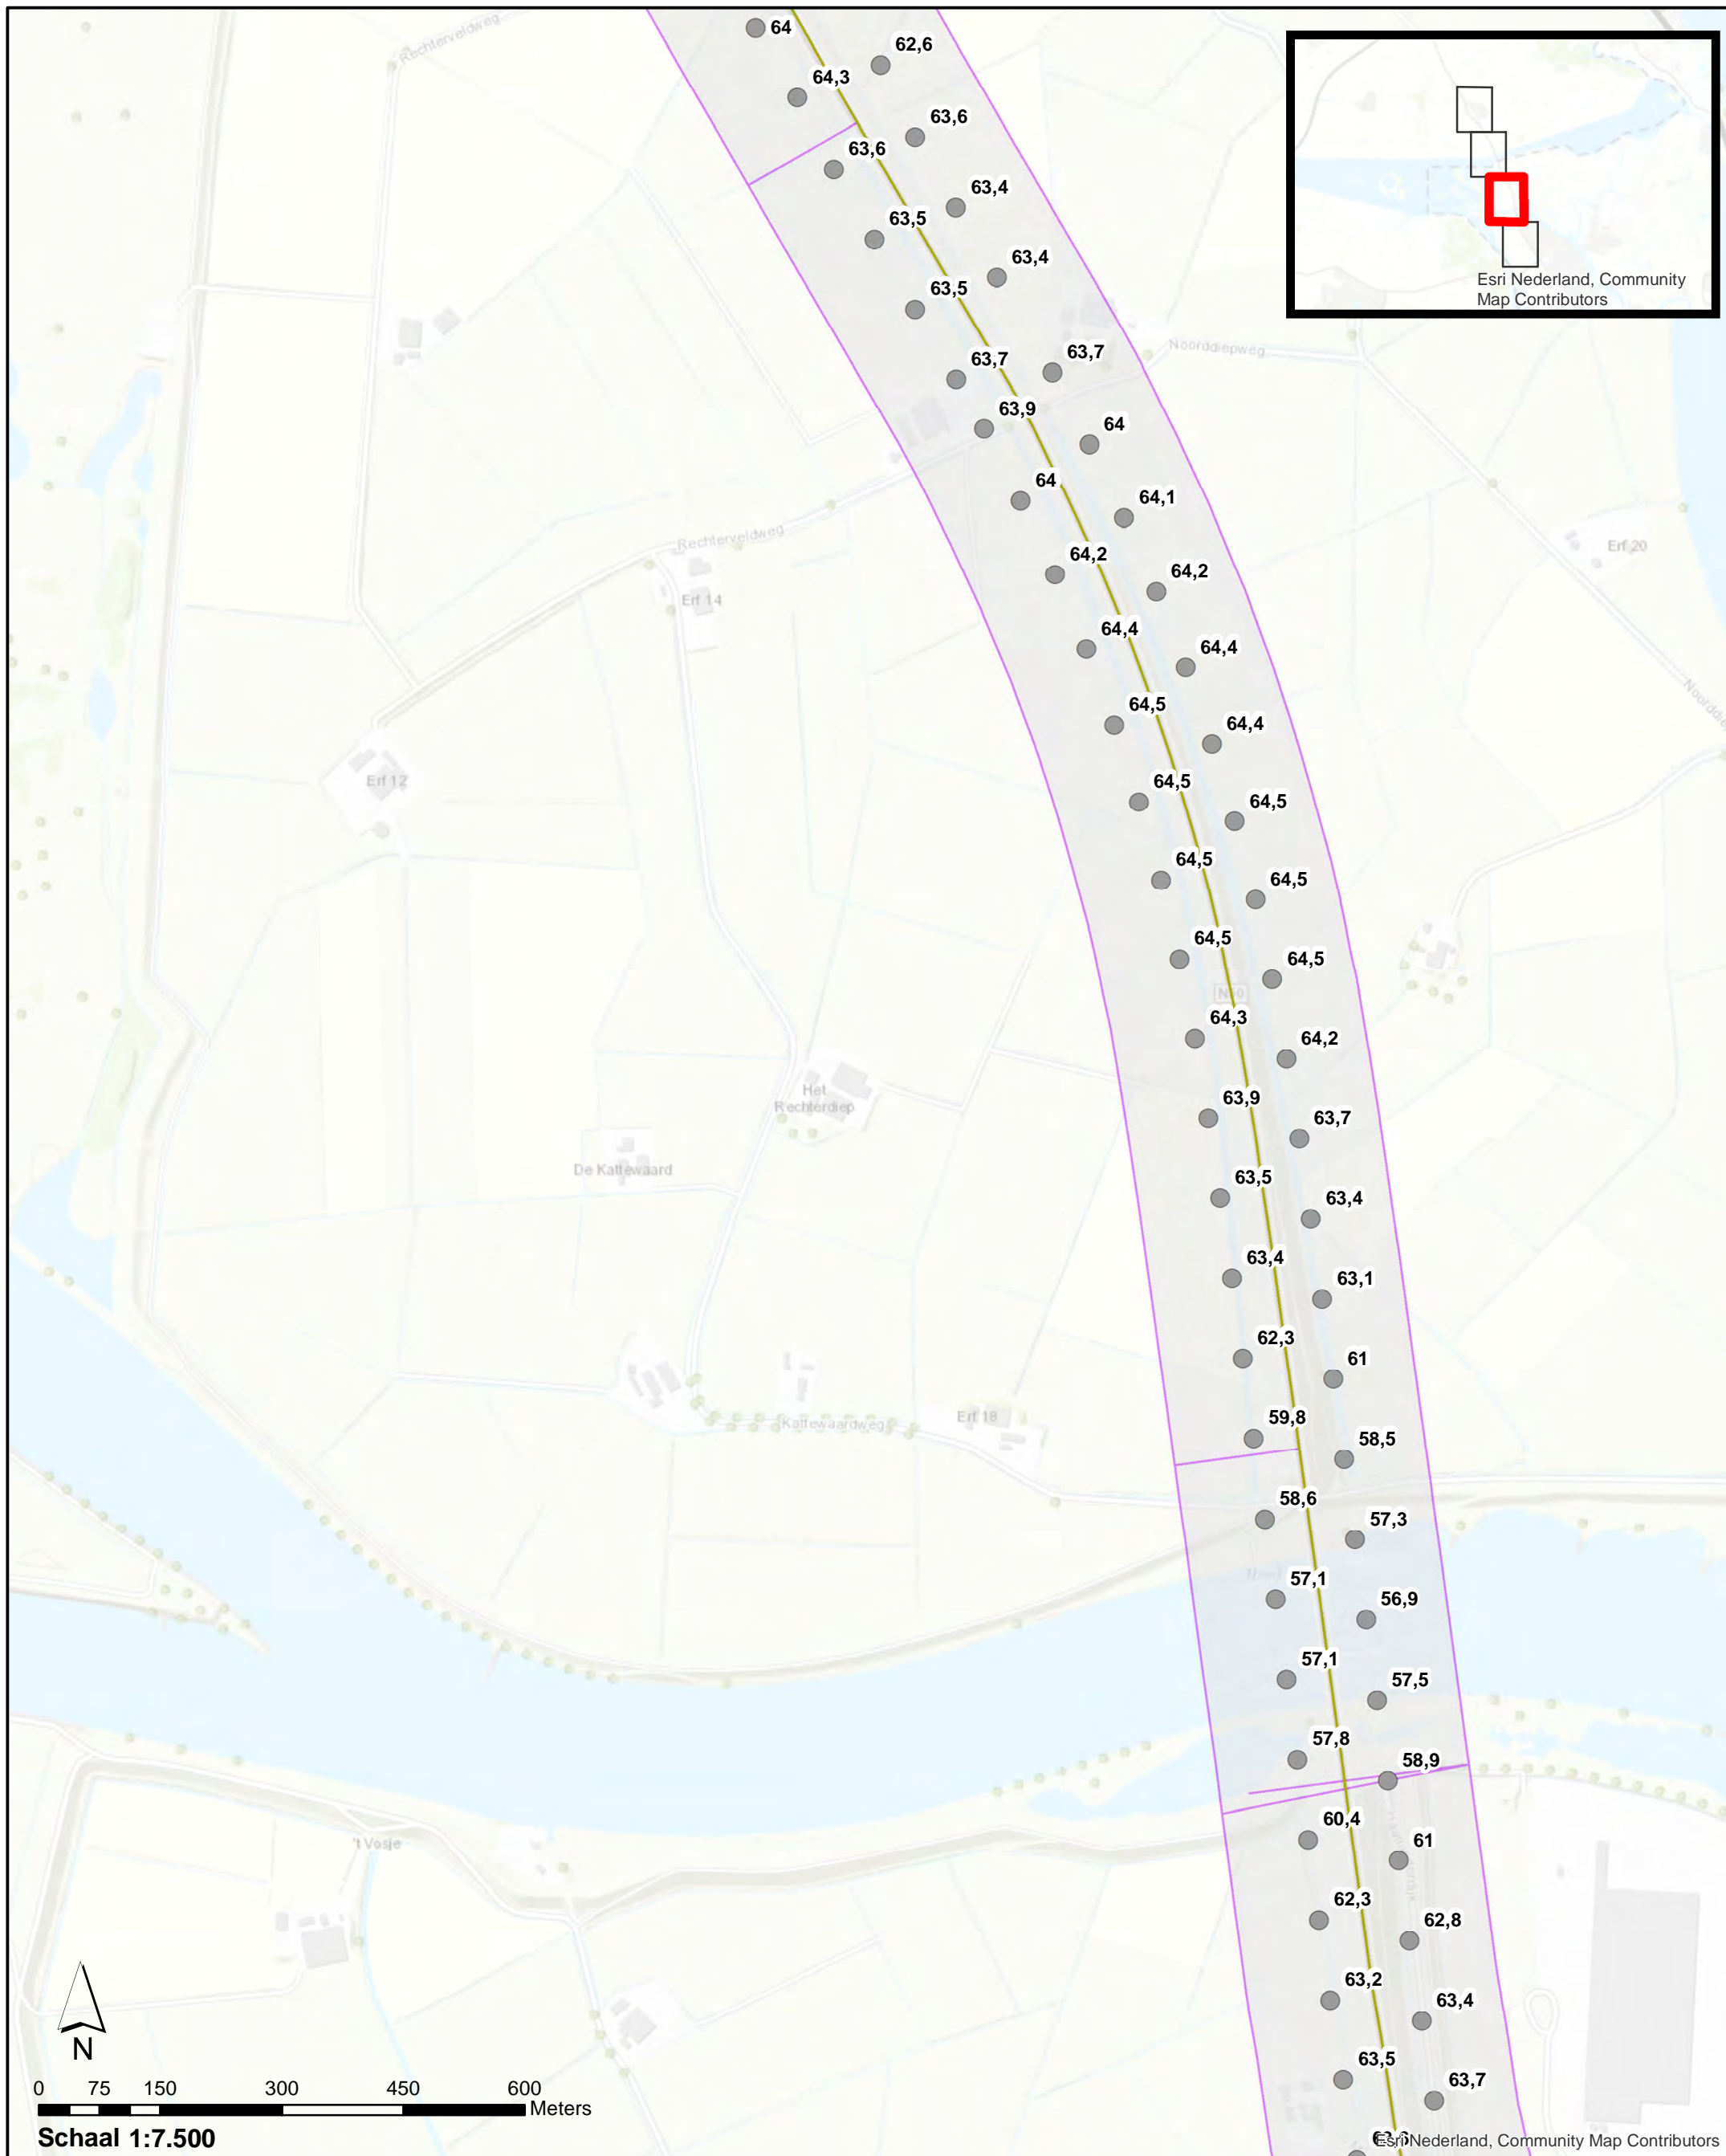 Rechterveldweg
64
62,6
64,3
63,6
63,6
63,4
63,5
63,4
63,5
Esri Nederland, Community
Map Contributors
Noorddiepweg
63,7
63,7
63,9
64
64
64,1
Rechterveldweg
Erf 20
64,2
64,2
Erf 14
64,4
64,4
64,5
64,4
Erf 12
64,5
64,5
64,5
64,5
64,5
64,5
N50
64,3
64,2
Het
Rechterdiep
63,9
63,7
De Kattewaard
63,5
63,4
63,4
63,1
62,3
61
Erf 18
Kattewaardweg
59,8
58,5
58,6
57,3
57,1
56,9
57,1
57,5
57,8
58,9
't Vosje
60,4
61
62,3
62,8
63,2
63,4
63,5
63,7
N
0 75 150 300 450 600
Meters
Schaal 1:7.500
Esri Nederland, Community Map Contributors